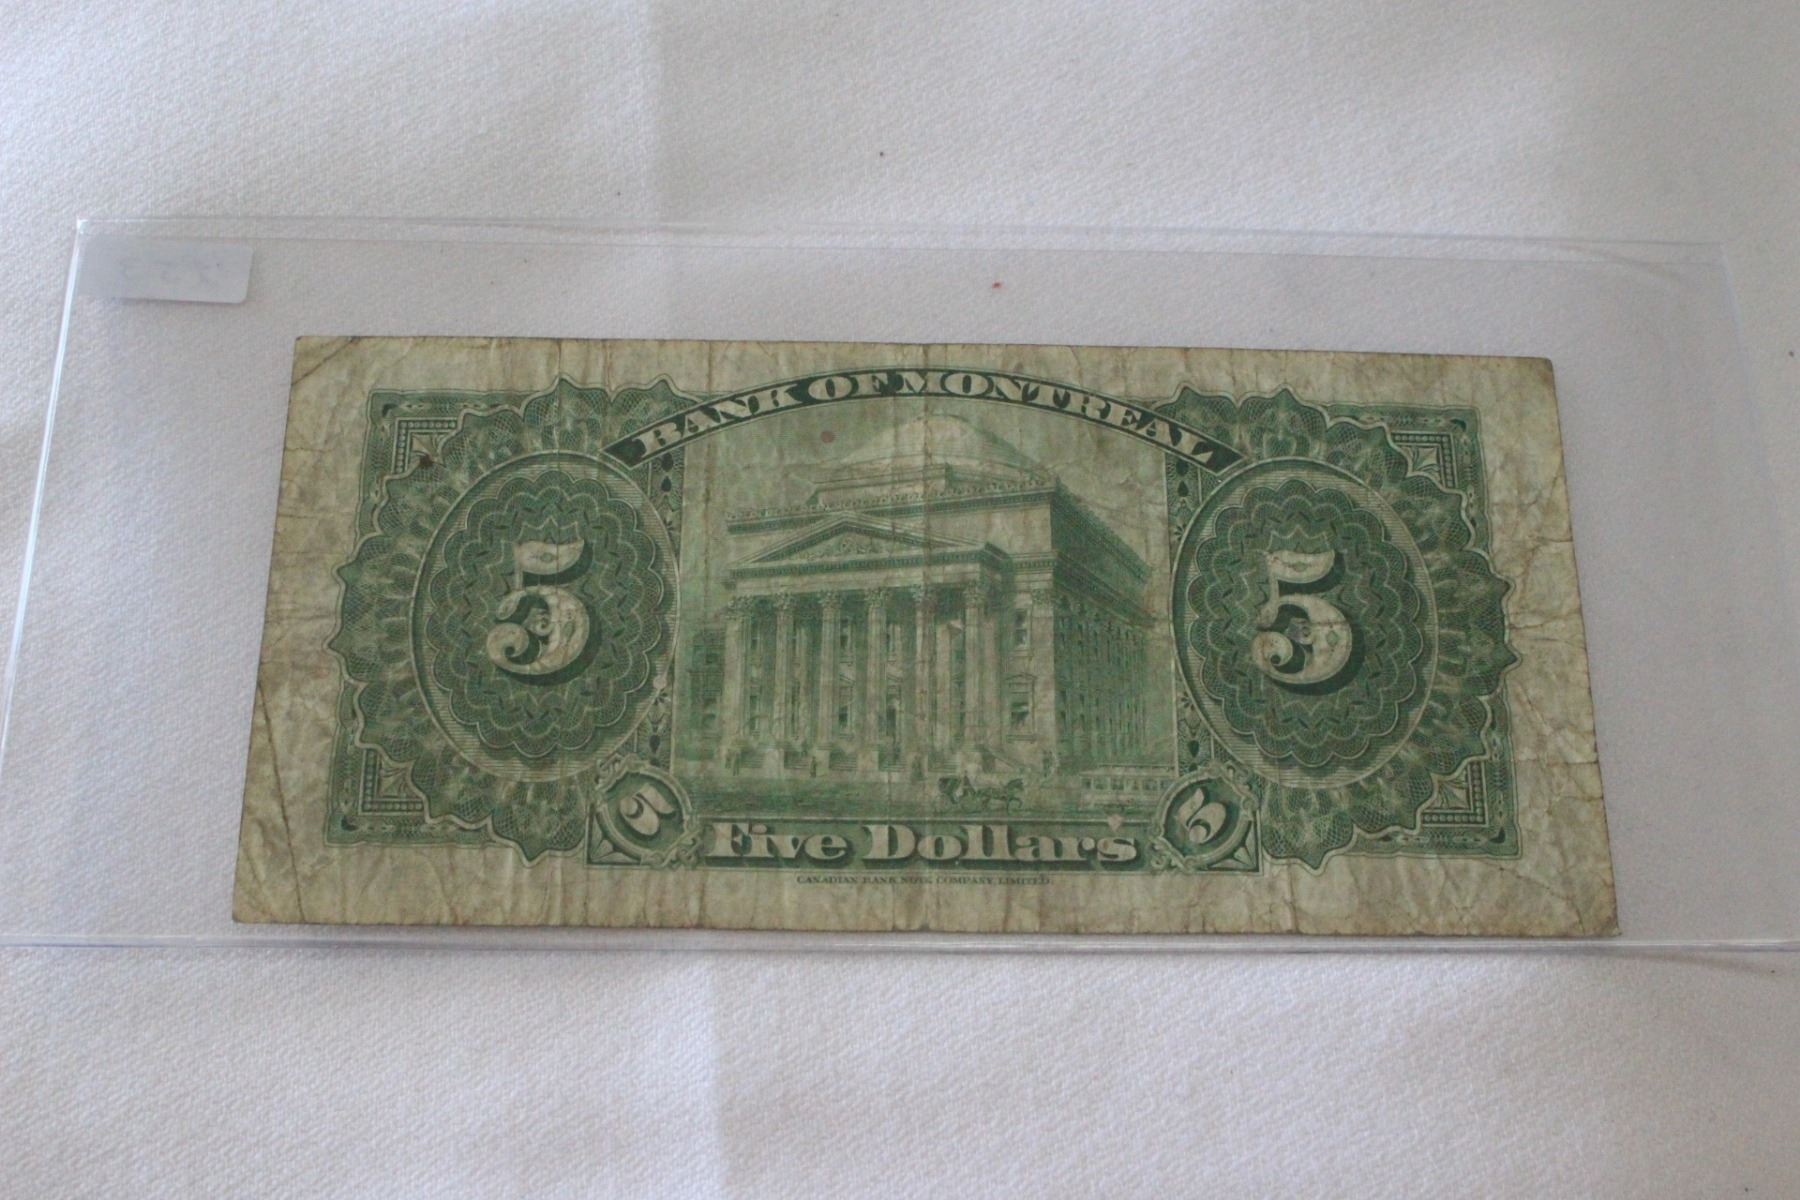 BANK OF MONTREAL
5 5
5 Five Dollars 5
CANADIAN BANK NOTE COMPANY, LIMITED.